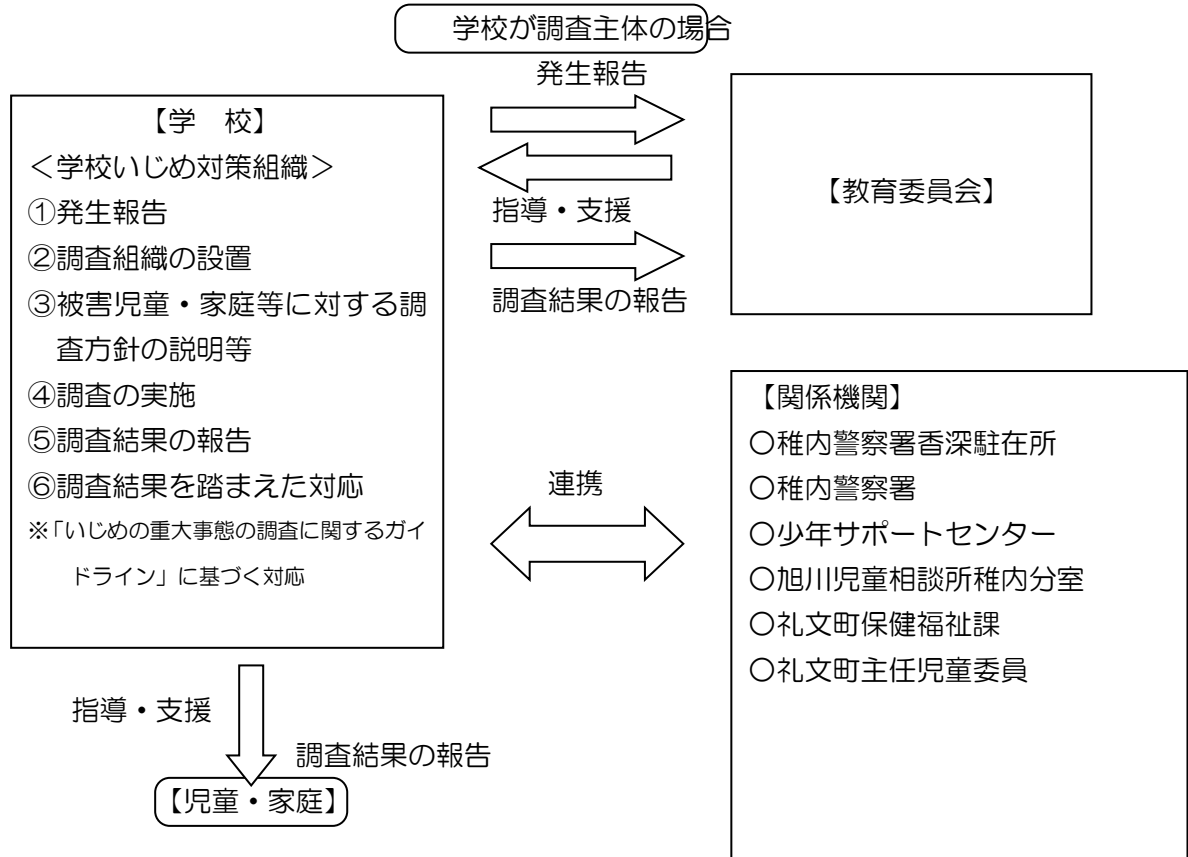 学校が調査主体の場合
発生報告
【学　校】
＜学校いじめ対策組織＞
①発生報告
②調査組織の設置
③被害児童・家庭等に対する調
査方針の説明等
④調査の実施
⑤調査結果の報告
⑥調査結果を踏まえた対応
※「いじめの重大事態の調査に関するガイ
ドライン」に基づく対応
指導・支援
調査結果の報告
【教育委員会】
連携
【関係機関】
〇稚内警察署香深駐在所
〇稚内警察署
〇少年サポートセンター
〇旭川児童相談所稚内分室
〇礼文町保健福祉課
〇礼文町主任児童委員
指導・支援
調査結果の報告
【児童・家庭】